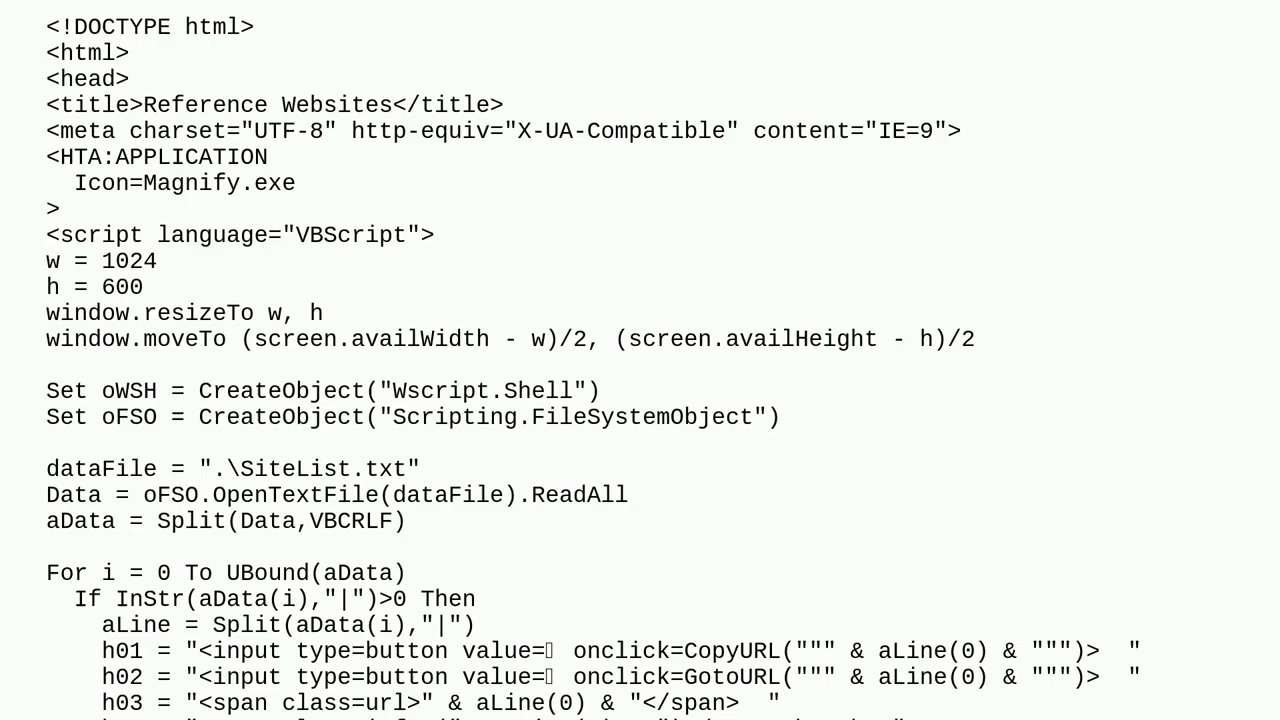 <!DOCTYPE html>
<html>
<head>
<title>Reference Websites</title>
<meta charset="UTF-8" http-equiv="X-UA-Compatible" content="IE=9">
<HTA:APPLICATION
  Icon=Magnify.exe
>
<script language="VBScript">
w = 1024
h = 600
window.resizeTo w, h
window.moveTo (screen.availWidth - w)/2, (screen.availHeight - h)/2

Set oWSH = CreateObject("Wscript.Shell")
Set oFSO = CreateObject("Scripting.FileSystemObject")

dataFile = ".\SiteList.txt"
Data = oFSO.OpenTextFile(dataFile).ReadAll
aData = Split(Data,VBCRLF)

For i = 0 To UBound(aData)
  If InStr(aData(i),"|")>0 Then
    aLine = Split(aData(i),"|")
    h01 = "<input type=button value= onclick=CopyURL(""" & aLine(0) & """)>  "
    h02 = "<input type=button value= onclick=GotoURL(""" & aLine(0) & """)>  "
    h03 = "<span class=url>" & aLine(0) & "</span>  "